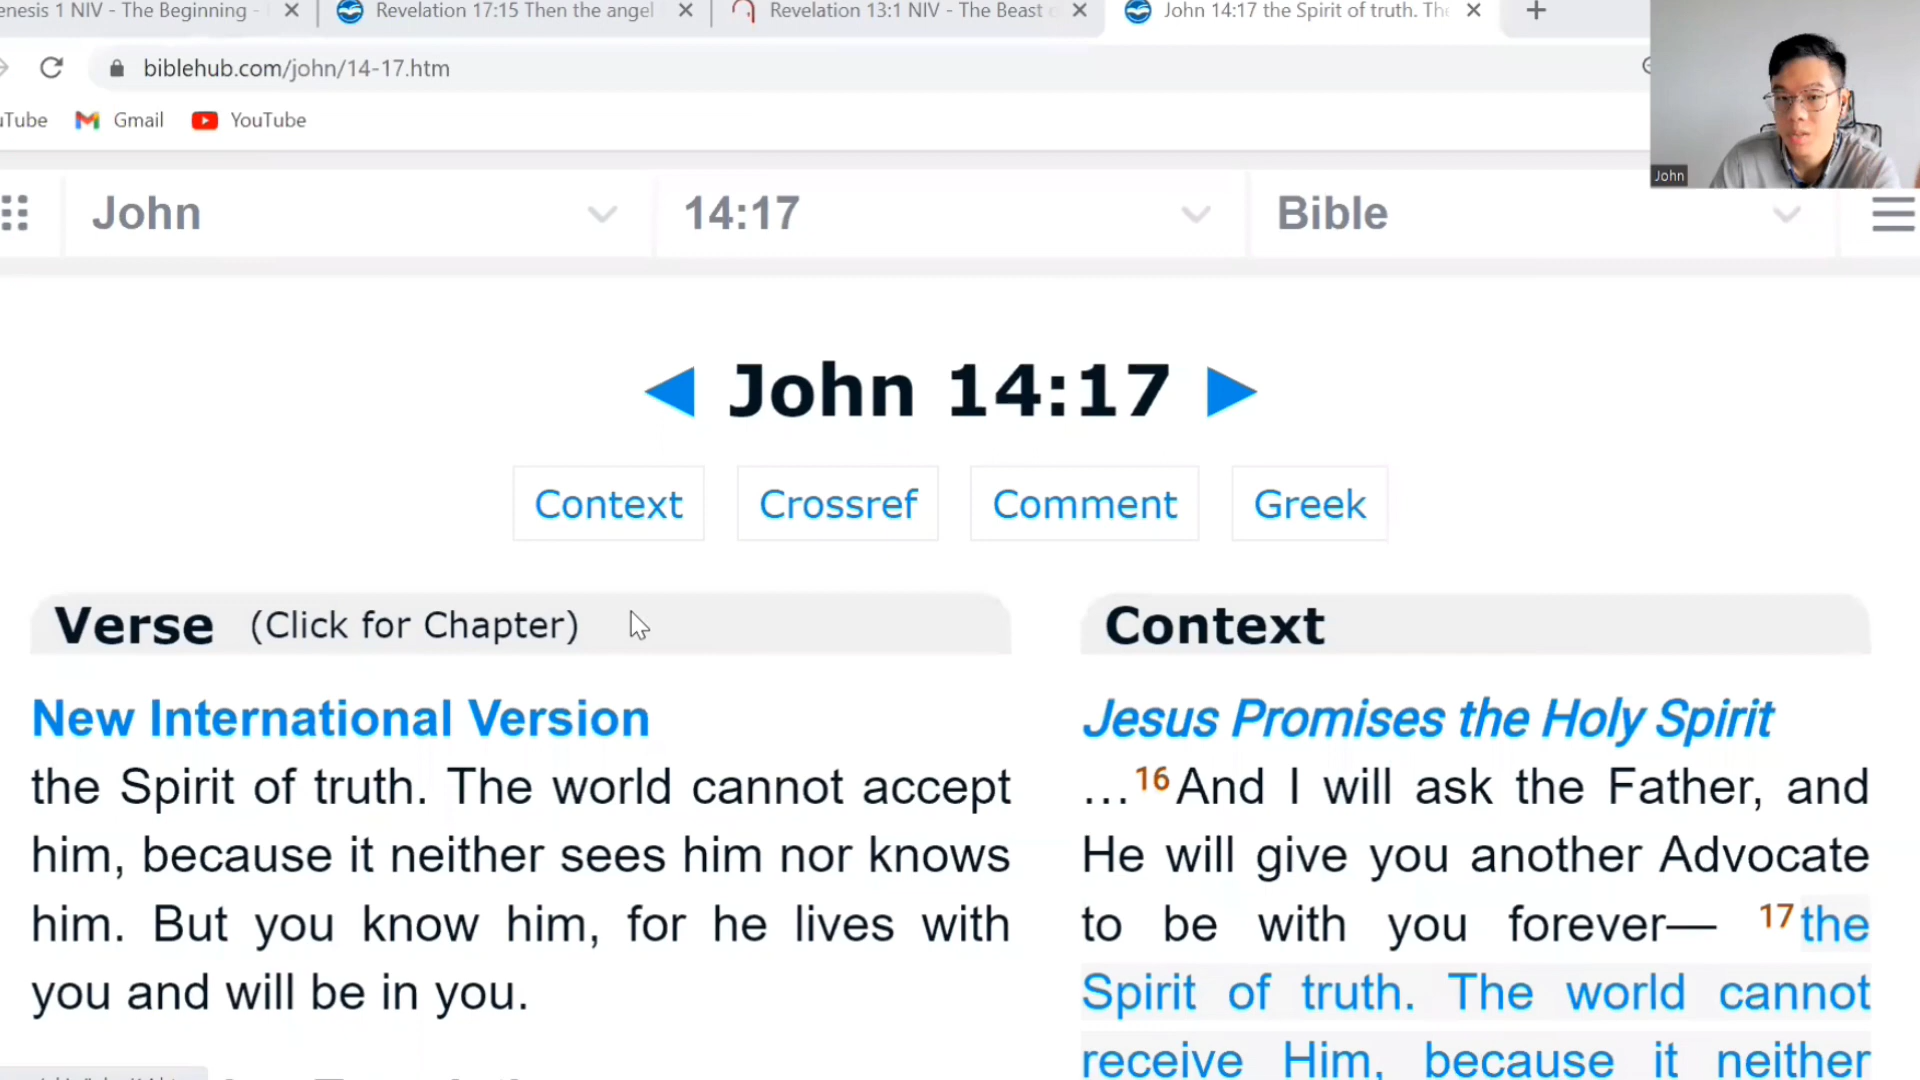 enesis 1 NIV - The Beginning -
Revelation 17:15 Then the angel
Revelation 13:1 NIV - The Beast o
John 14:17 the Spirit of truth. The
biblehub.com/john/14-17.htm
uTube
Gmail
YouTube
John
John
14:17
Bible
John 14:17
Context
Crossref
Comment
Greek
Verse (Click for Chapter)
New International Version
the Spirit of truth. The world cannot accept
him, because it neither sees him nor knows
him. But you know him, for he lives with
you and will be in you.
Context
Jesus Promises the Holy Spirit
…16And I will ask the Father, and
He will give you another Advocate
to be with you forever— 17the
Spirit of truth. The world cannot
receive Him, because it neither